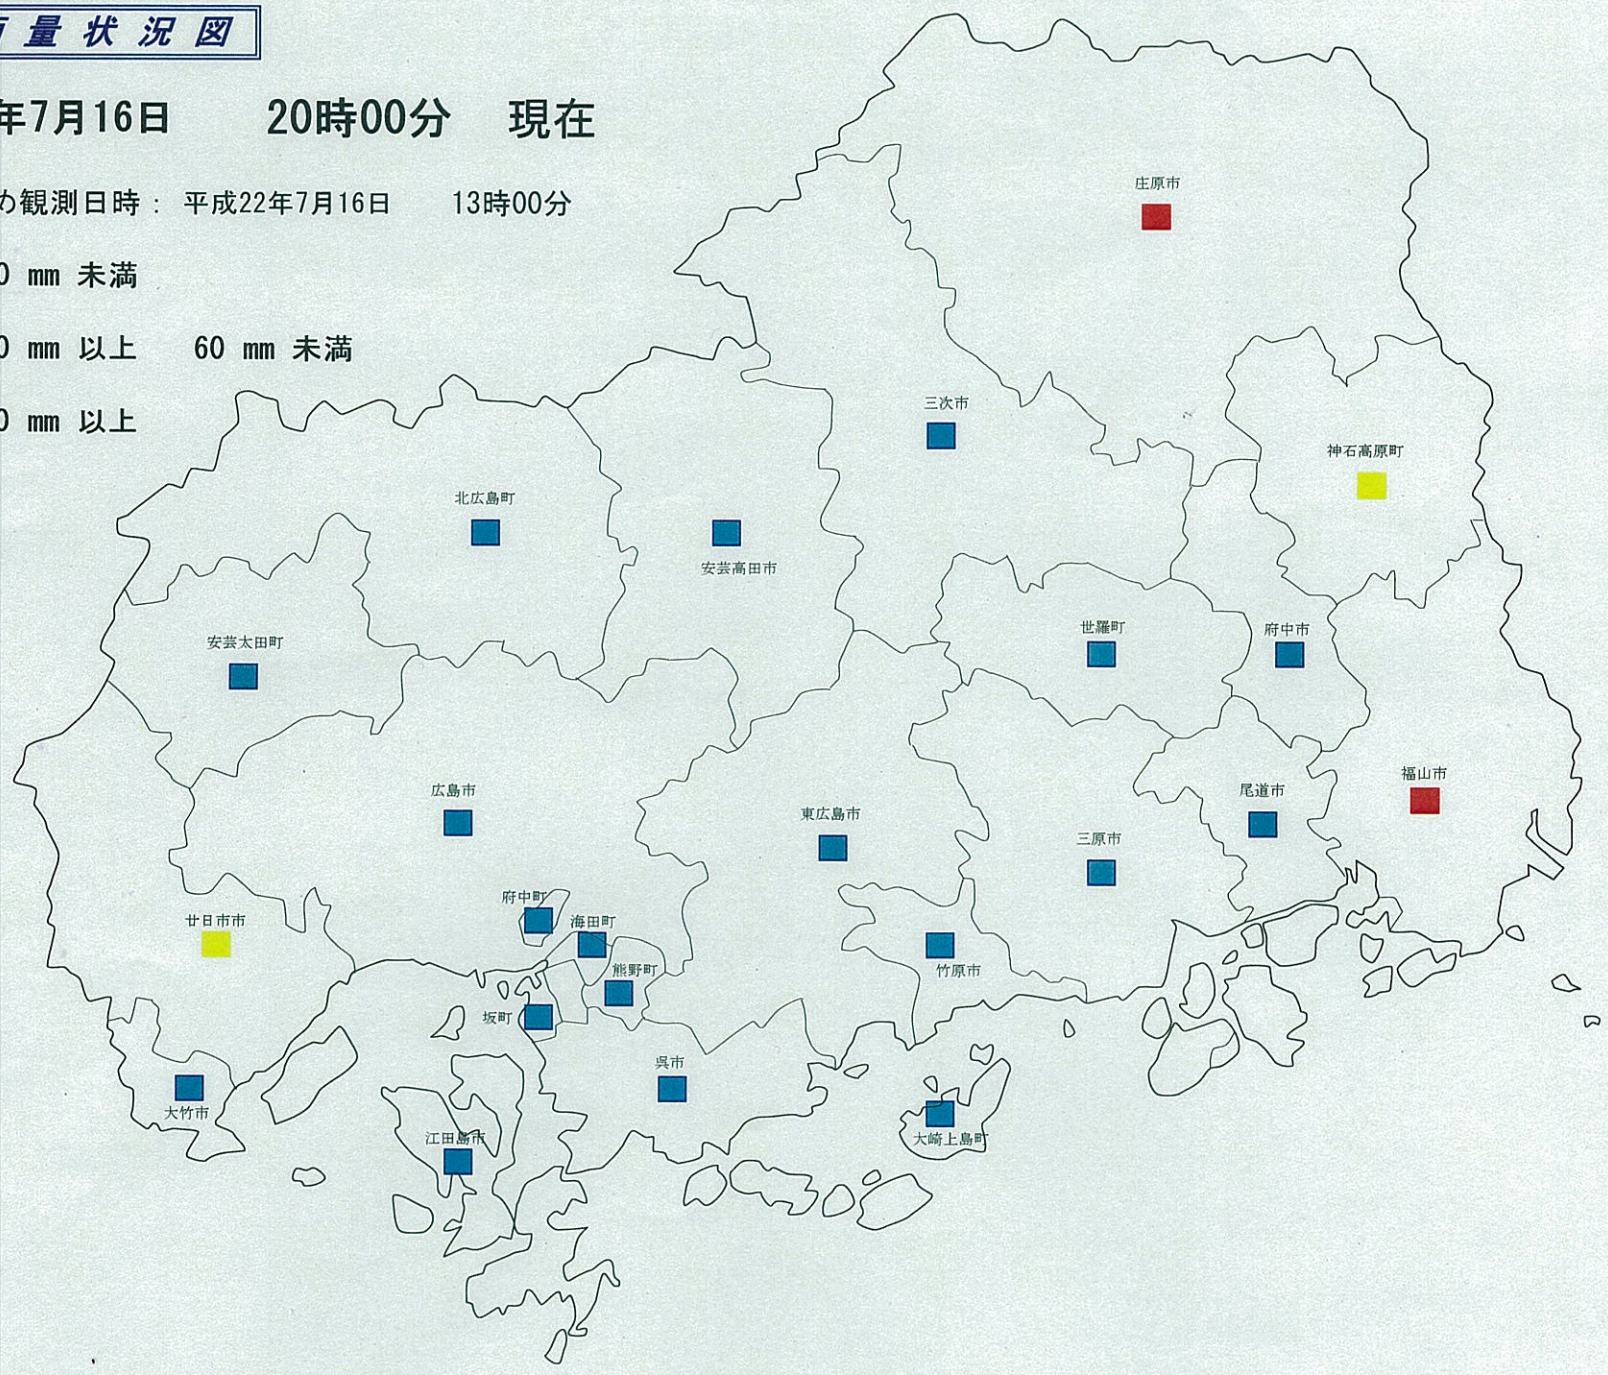 量状況図
年7月16日 20時00分 現在
め観測日時： 平成22年7月16日 13時00分
0 mm 未満
0 mm 以上 60 mm 未満
0 mm 以上
庄原市
三次市
神石高原町
北広島町
安芸高田市
安芸太田町
世羅町
府中市
広島市
東広島市
三原市
尾道市
福山市
廿日市市
府中町
海田町
熊野町
坂町
竹原市
呉市
大竹市
江田島市
大崎上島町